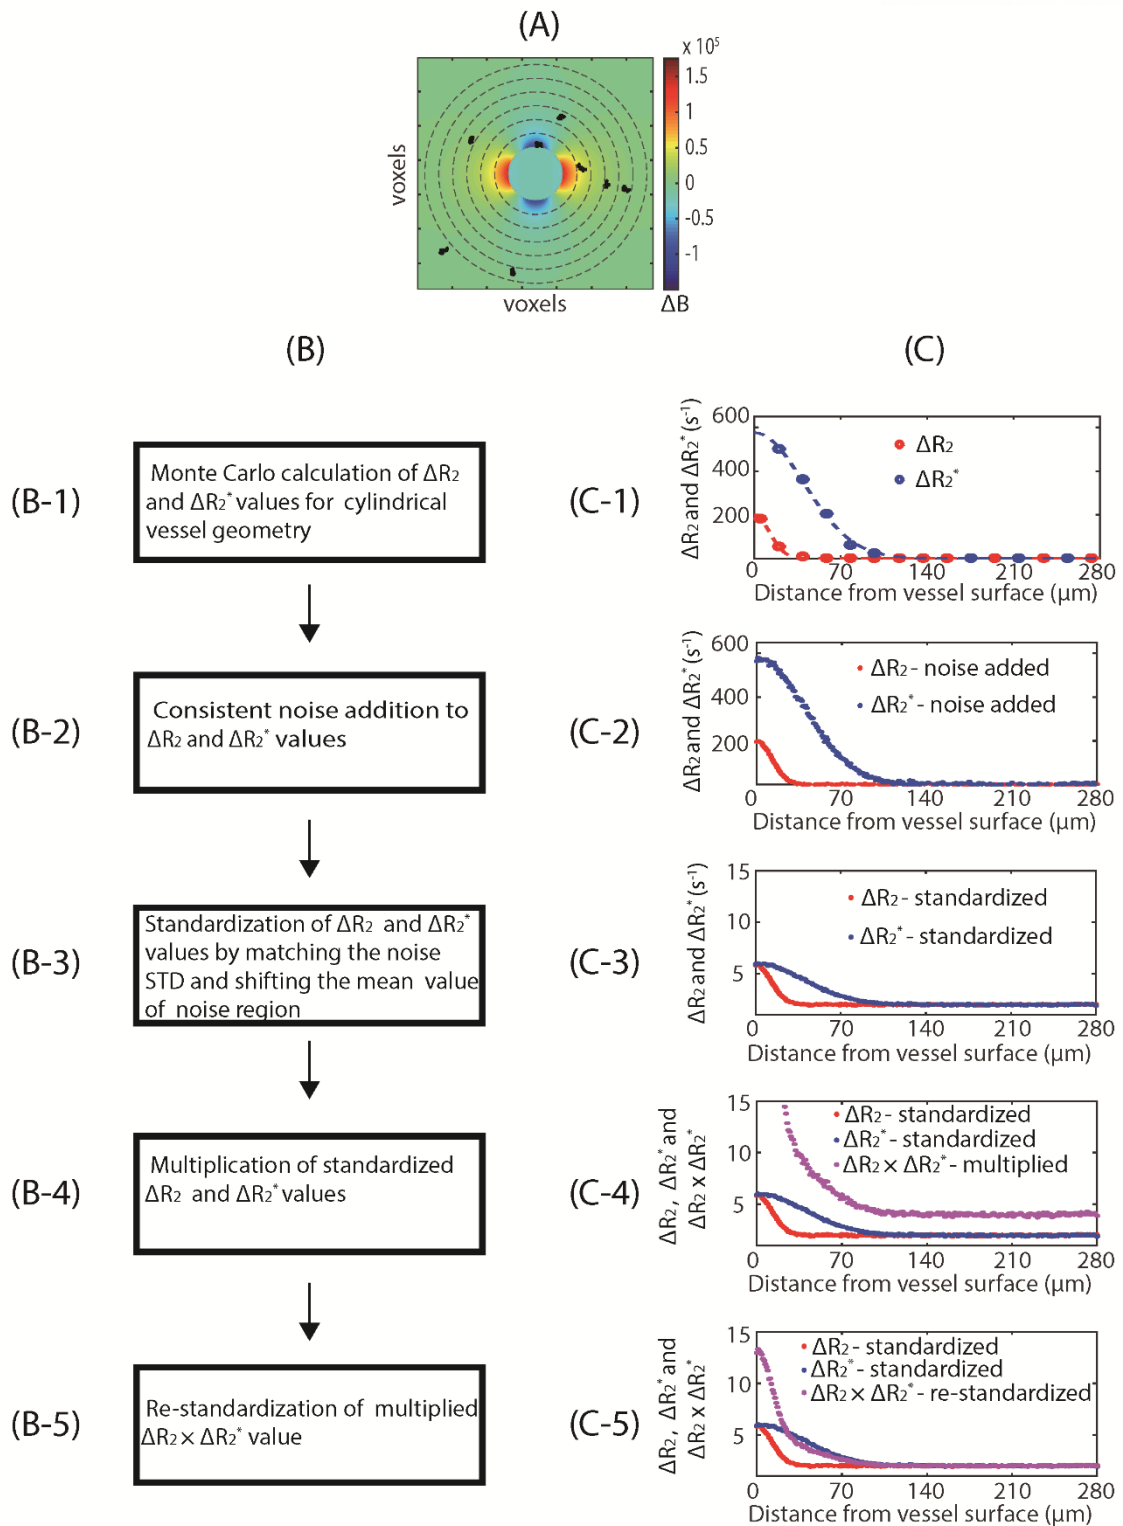 (A)
x 10⁵
1.5
1
0.5
0
-0.5
-1
voxels
voxels
ΔB
(B)
(C)
(B-1)
Monte Carlo calculation of ΔR₂
and ΔR₂* values for cylindrical
vessel geometry
(C-1)
ΔR₂ and ΔR₂* (s⁻¹)
600
400
200
0
70
140
210
280
ΔR₂
ΔR₂*
Distance from vessel surface (µm)
(B-2)
Consistent noise addition to
ΔR₂ and ΔR₂* values
(C-2)
ΔR₂ and ΔR₂* (s⁻¹)
600
400
200
0
70
140
210
280
ΔR₂ - noise added
ΔR₂* - noise added
Distance from vessel surface (µm)
(B-3)
Standardization of ΔR₂ and ΔR₂*
values by matching the noise
STD and shifting the mean value
of noise region
(C-3)
ΔR₂ and ΔR₂* (s⁻¹)
15
10
5
0
70
140
210
280
ΔR₂ - standardized
ΔR₂* - standardized
Distance from vessel surface (µm)
(B-4)
Multiplication of standardized
ΔR₂ and ΔR₂* values
(C-4)
ΔR₂, ΔR₂* and
ΔR₂ x ΔR₂*
15
10
5
0
70
140
210
280
ΔR₂ - standardized
ΔR₂* - standardized
ΔR₂ × ΔR₂* - multiplied
Distance from vessel surface (µm)
(B-5)
Re-standardization of multiplied
ΔR₂ × ΔR₂* value
(C-5)
ΔR₂, ΔR₂* and
ΔR₂ x ΔR₂*
15
10
5
0
70
140
210
280
ΔR₂ - standardized
ΔR₂* - standardized
ΔR₂ × ΔR₂* - re-standardized
Distance from vessel surface (µm)